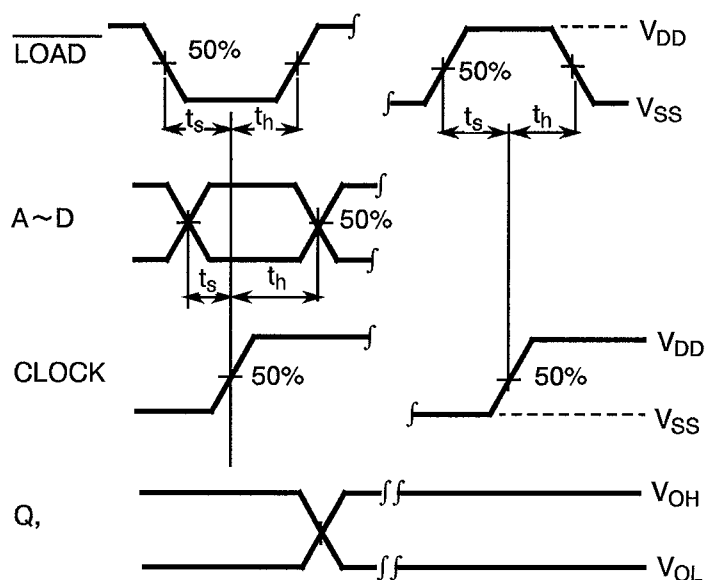 LOAD 50% 50% VDD
ts th ts th VSS
A~D 50%
ts th
CLOCK 50% 50% VDD
VSS
Q, VOH
VOL